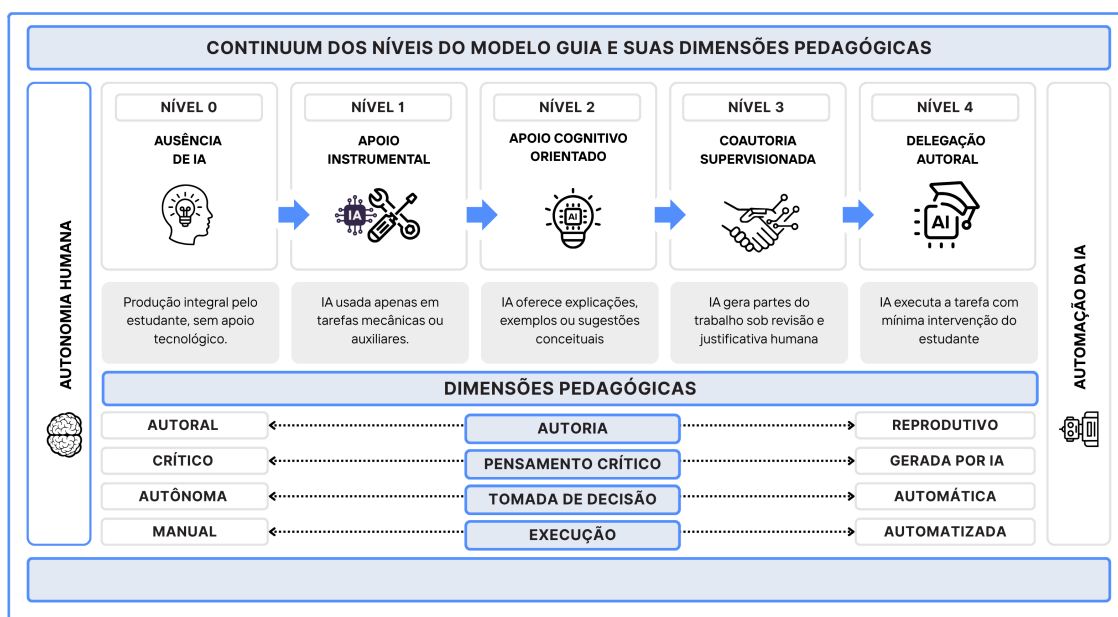 CONTINUUM DOS NÍVEIS DO MODELO GUIA E SUAS DIMENSÕES PEDAGÓGICAS
AUTONOMIA HUMANA
NÍVEL 0
AUSÊNCIA
DE IA
NÍVEL 1
APOIO
INSTRUMENTAL
IA
NÍVEL 2
APOIO COGNITIVO
ORIENTADO
AI
NÍVEL 3
COAUTORIA
SUPERVISIONADA
NÍVEL 4
DELEGAÇÃO
AUTORAL
AI
AUTOMAÇÃO DA IA
Produção integral pelo
estudante, sem apoio
tecnológico.
IA usada apenas em
tarefas mecânicas ou
auxiliares.
IA oferece explicações,
exemplos ou sugestões
conceituais
IA gera partes do
trabalho sob revisão e
justificativa humana
IA executa a tarefa com
mínima intervenção do
estudante
DIMENSÕES PEDAGÓGICAS
AUTORAL
AUTORIA
REPRODUTIVO
CRÍTICO
PENSAMENTO CRÍTICO
GERADA POR IA
AUTÔNOMA
TOMADA DE DECISÃO
AUTOMÁTICA
MANUAL
EXECUÇÃO
AUTOMATIZADA